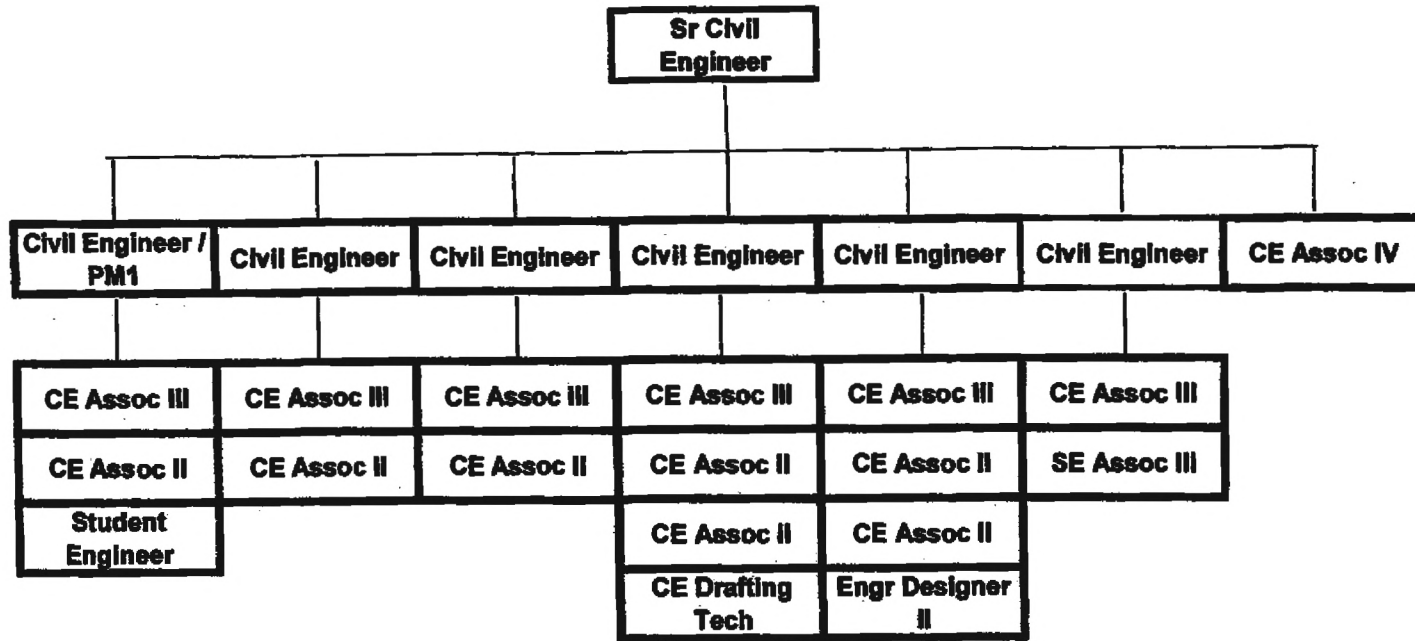 Sr Civil
Engineer
Civil Engineer /
PM1
Civil Engineer
Civil Engineer
Civil Engineer
Civil Engineer
Civil Engineer
CE Assoc IV
CE Assoc III
CE Assoc III
CE Assoc III
CE Assoc III
CE Assoc III
CE Assoc III
CE Assoc II
CE Assoc II
CE Assoc II
CE Assoc II
CE Assoc II
SE Assoc III
Student
Engineer
CE Assoc II
CE Assoc II
CE Drafting
Tech
Engr Designer
II